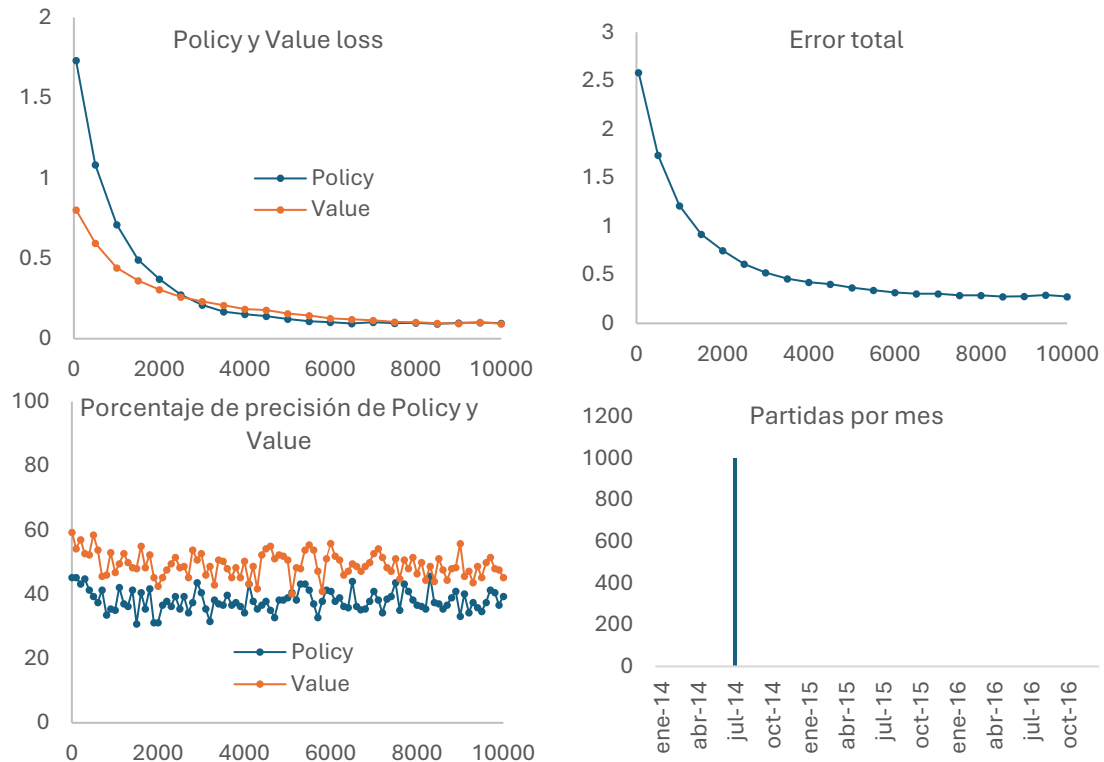 Policy y Value loss
2
1.5
1
0.5
0
Policy
Value
0 2000 4000 6000 8000 10000
Error total
3
2.5
2
1.5
1
0.5
0
0 2000 4000 6000 8000 10000
Porcentaje de precisión de Policy y
Value
100
80
60
40
20
0
Policy
Value
0 2000 4000 6000 8000 10000
Partidas por mes
1200
1000
800
600
400
200
0
ene-14
abr-14
jul-14
oct-14
ene-15
abr-15
jul-15
oct-15
ene-16
abr-16
jul-16
oct-16